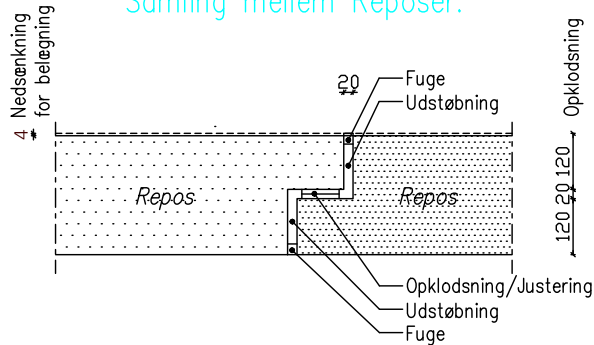 Samling mellem Reposer.
Nedsænkning
for belægning
4
20
Fuge
Udstøbning
Opklodsning
Repos
Repos
120
20
120
Opklodsning/Justering
Udstøbning
Fuge